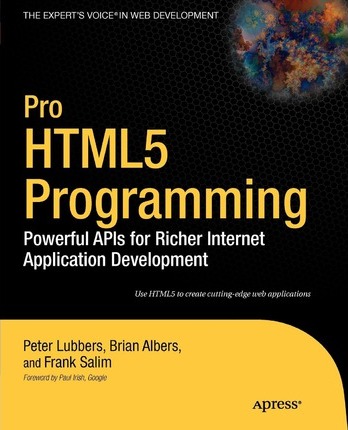 THE EXPERT'S VOICE® IN WEB DEVELOPMENT
Pro
HTML5
Programming
Powerful APIs for Richer Internet
Application Development
Use HTML5 to create cutting-edge web applications
Peter Lubbers, Brian Albers,
and Frank Salim
Foreword by Paul Irish, Google
Apress®